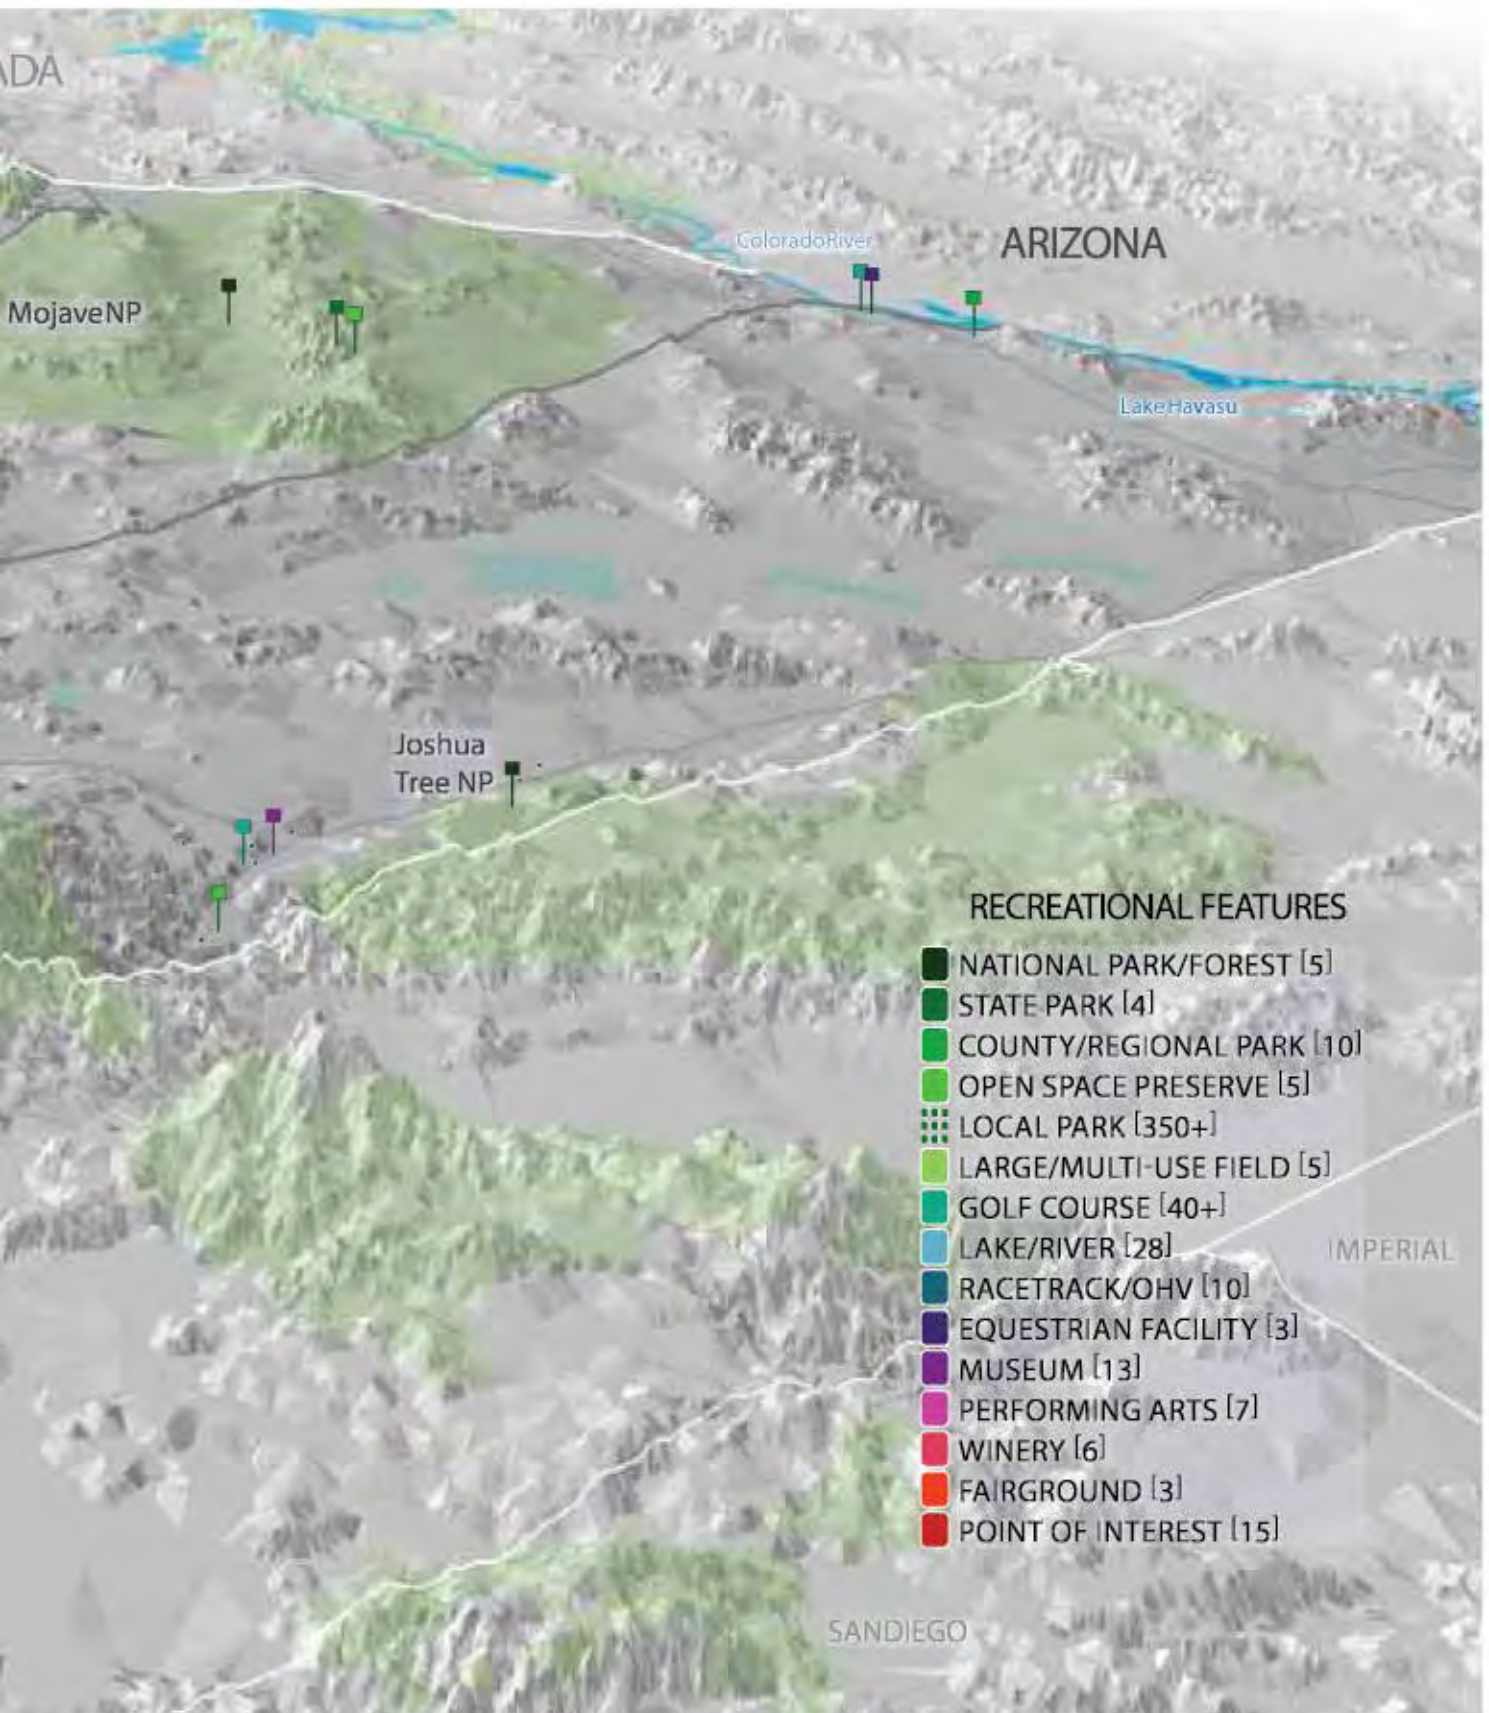 ADA
ColoradoRiver
ARIZONA
MojaveNP
LakeHavasu
Joshua
Tree NP
RECREATIONAL FEATURES
NATIONAL PARK/FOREST [5]
STATE PARK [4]
COUNTY/REGIONAL PARK [10]
OPEN SPACE PRESERVE [5]
LOCAL PARK [350+]
LARGE/MULTI-USE FIELD [5]
GOLF COURSE [40+]
LAKE/RIVER [28]
IMPERIAL
RACETRACK/OHV [10]
EQUESTRIAN FACILITY [3]
MUSEUM [13]
PERFORMING ARTS [7]
WINERY [6]
FAIRGROUND [3]
POINT OF INTEREST [15]
SANDIEGO